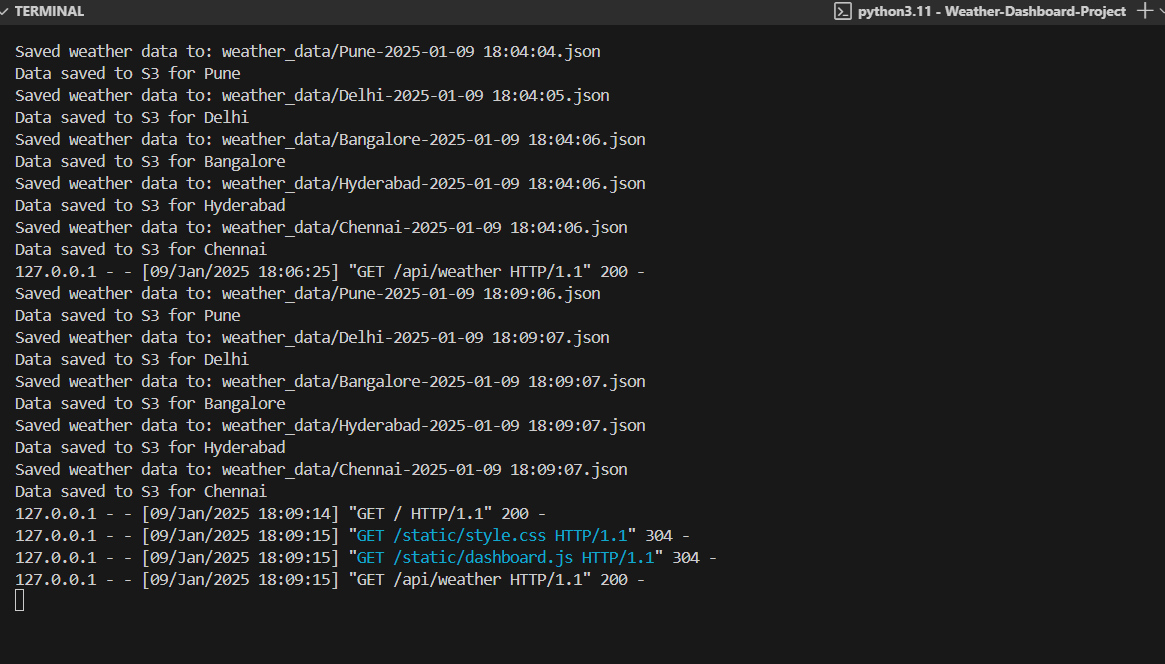 TERMINAL
python3.11 - Weather-Dashboard-Project
Saved weather data to: weather_data/Pune-2025-01-09 18:04:04.json
Data saved to S3 for Pune
Saved weather data to: weather_data/Delhi-2025-01-09 18:04:05.json
Data saved to S3 for Delhi
Saved weather data to: weather_data/Bangalore-2025-01-09 18:04:06.json
Data saved to S3 for Bangalore
Saved weather data to: weather_data/Hyderabad-2025-01-09 18:04:06.json
Data saved to S3 for Hyderabad
Saved weather data to: weather_data/Chennai-2025-01-09 18:04:06.json
Data saved to S3 for Chennai
127.0.0.1 - - [09/Jan/2025 18:06:25] "GET /api/weather HTTP/1.1" 200 -
Saved weather data to: weather_data/Pune-2025-01-09 18:09:06.json
Data saved to S3 for Pune
Saved weather data to: weather_data/Delhi-2025-01-09 18:09:07.json
Data saved to S3 for Delhi
Saved weather data to: weather_data/Bangalore-2025-01-09 18:09:07.json
Data saved to S3 for Bangalore
Saved weather data to: weather_data/Hyderabad-2025-01-09 18:09:07.json
Data saved to S3 for Hyderabad
Saved weather data to: weather_data/Chennai-2025-01-09 18:09:07.json
Data saved to S3 for Chennai
127.0.0.1 - - [09/Jan/2025 18:09:14] "GET / HTTP/1.1" 200 -
127.0.0.1 - - [09/Jan/2025 18:09:15] "GET /static/style.css HTTP/1.1" 304 -
127.0.0.1 - - [09/Jan/2025 18:09:15] "GET /static/dashboard.js HTTP/1.1" 304 -
127.0.0.1 - - [09/Jan/2025 18:09:15] "GET /api/weather HTTP/1.1" 200 -